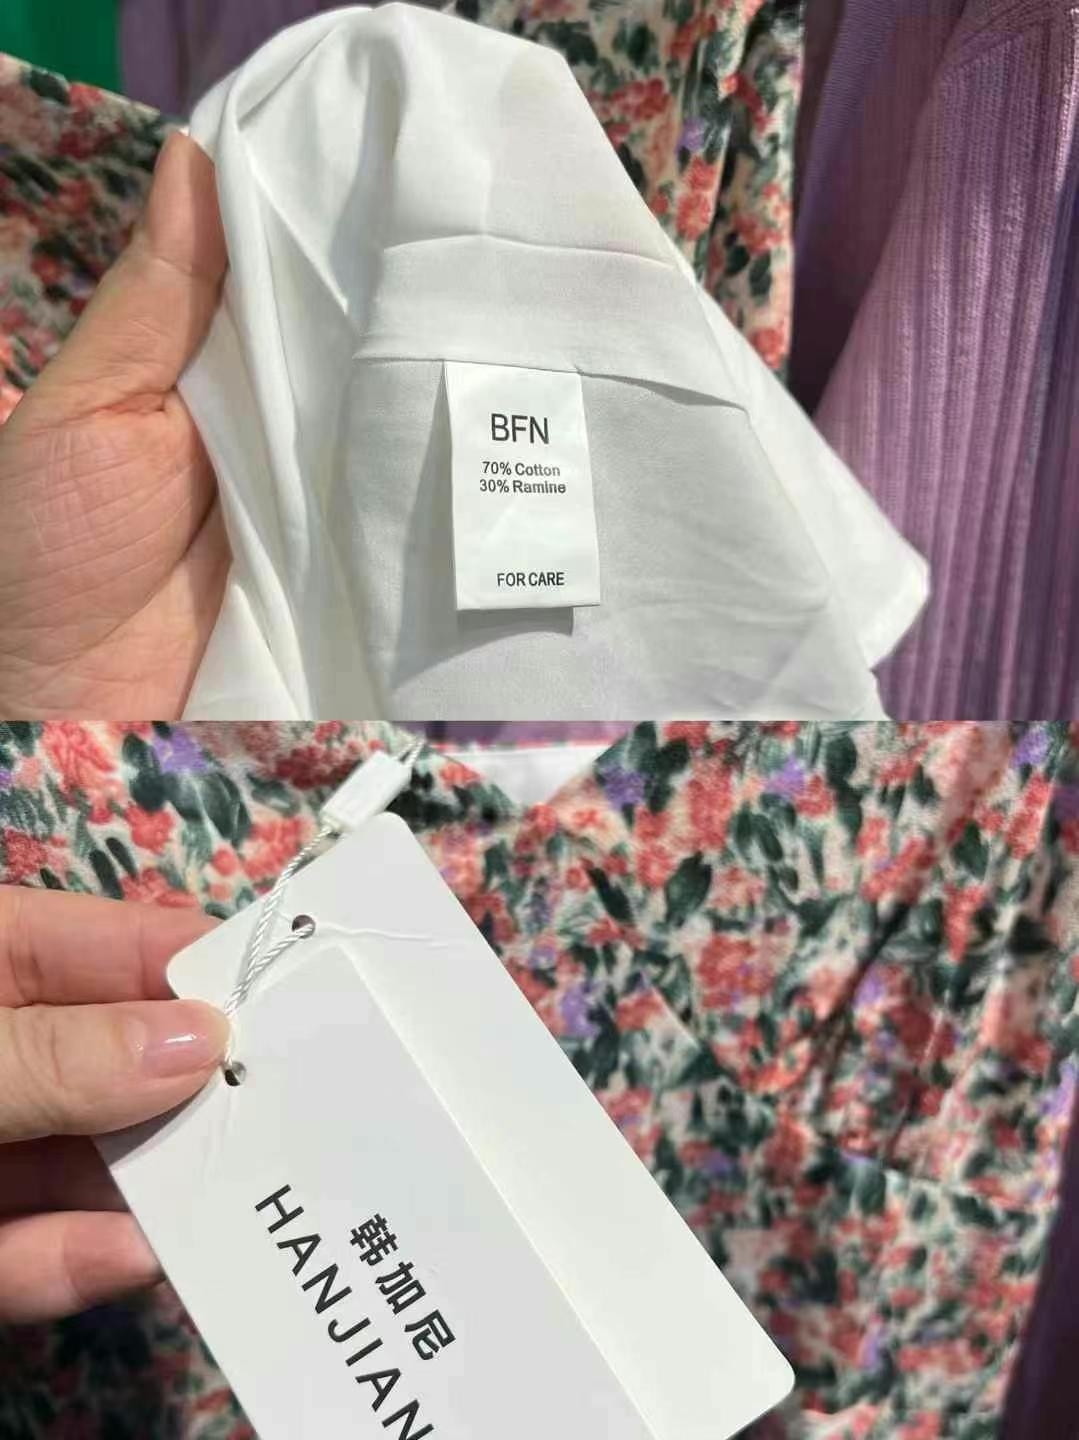 BFN
70% Cotton
30% Ramine
FOR CARE
韩加尼
HANJIAN